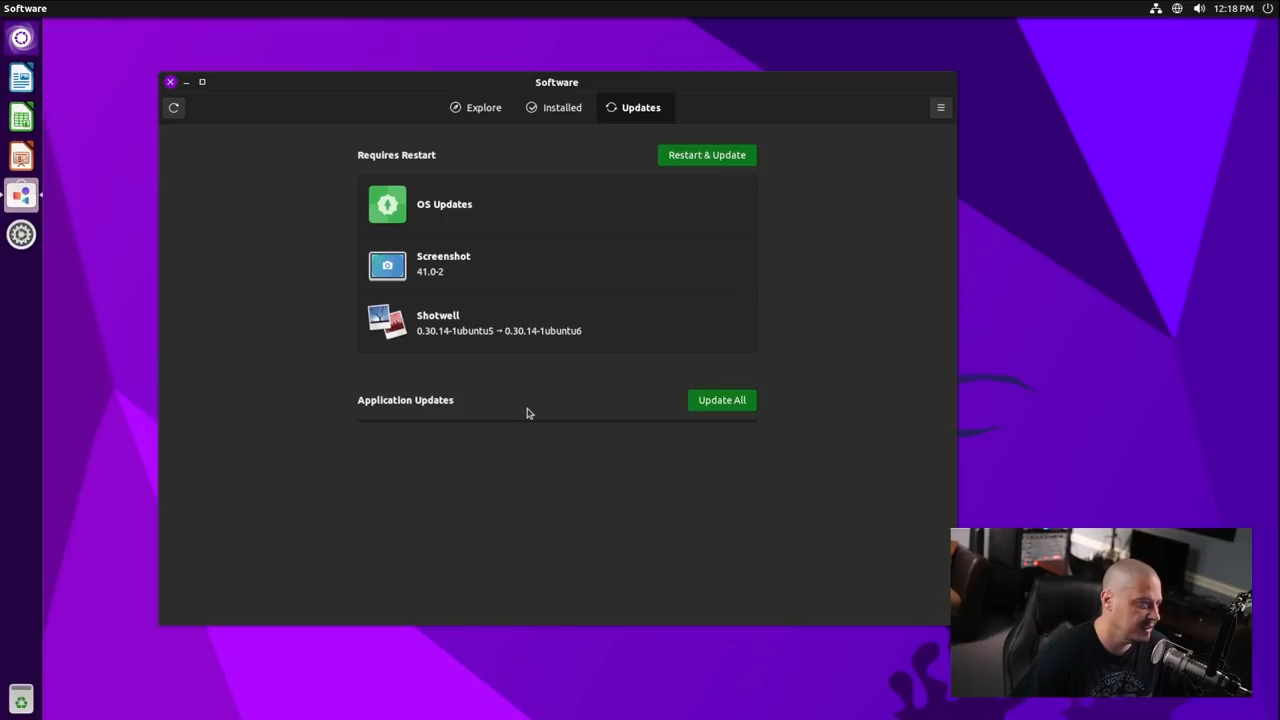 Software
12:18 PM
Software
Explore
Installed
Updates
Requires Restart
Restart & Update
OS Updates
Screenshot
41.0-2
Shotwell
0.30.14-1ubuntu5 → 0.30.14-1ubuntu6
Application Updates
Update All